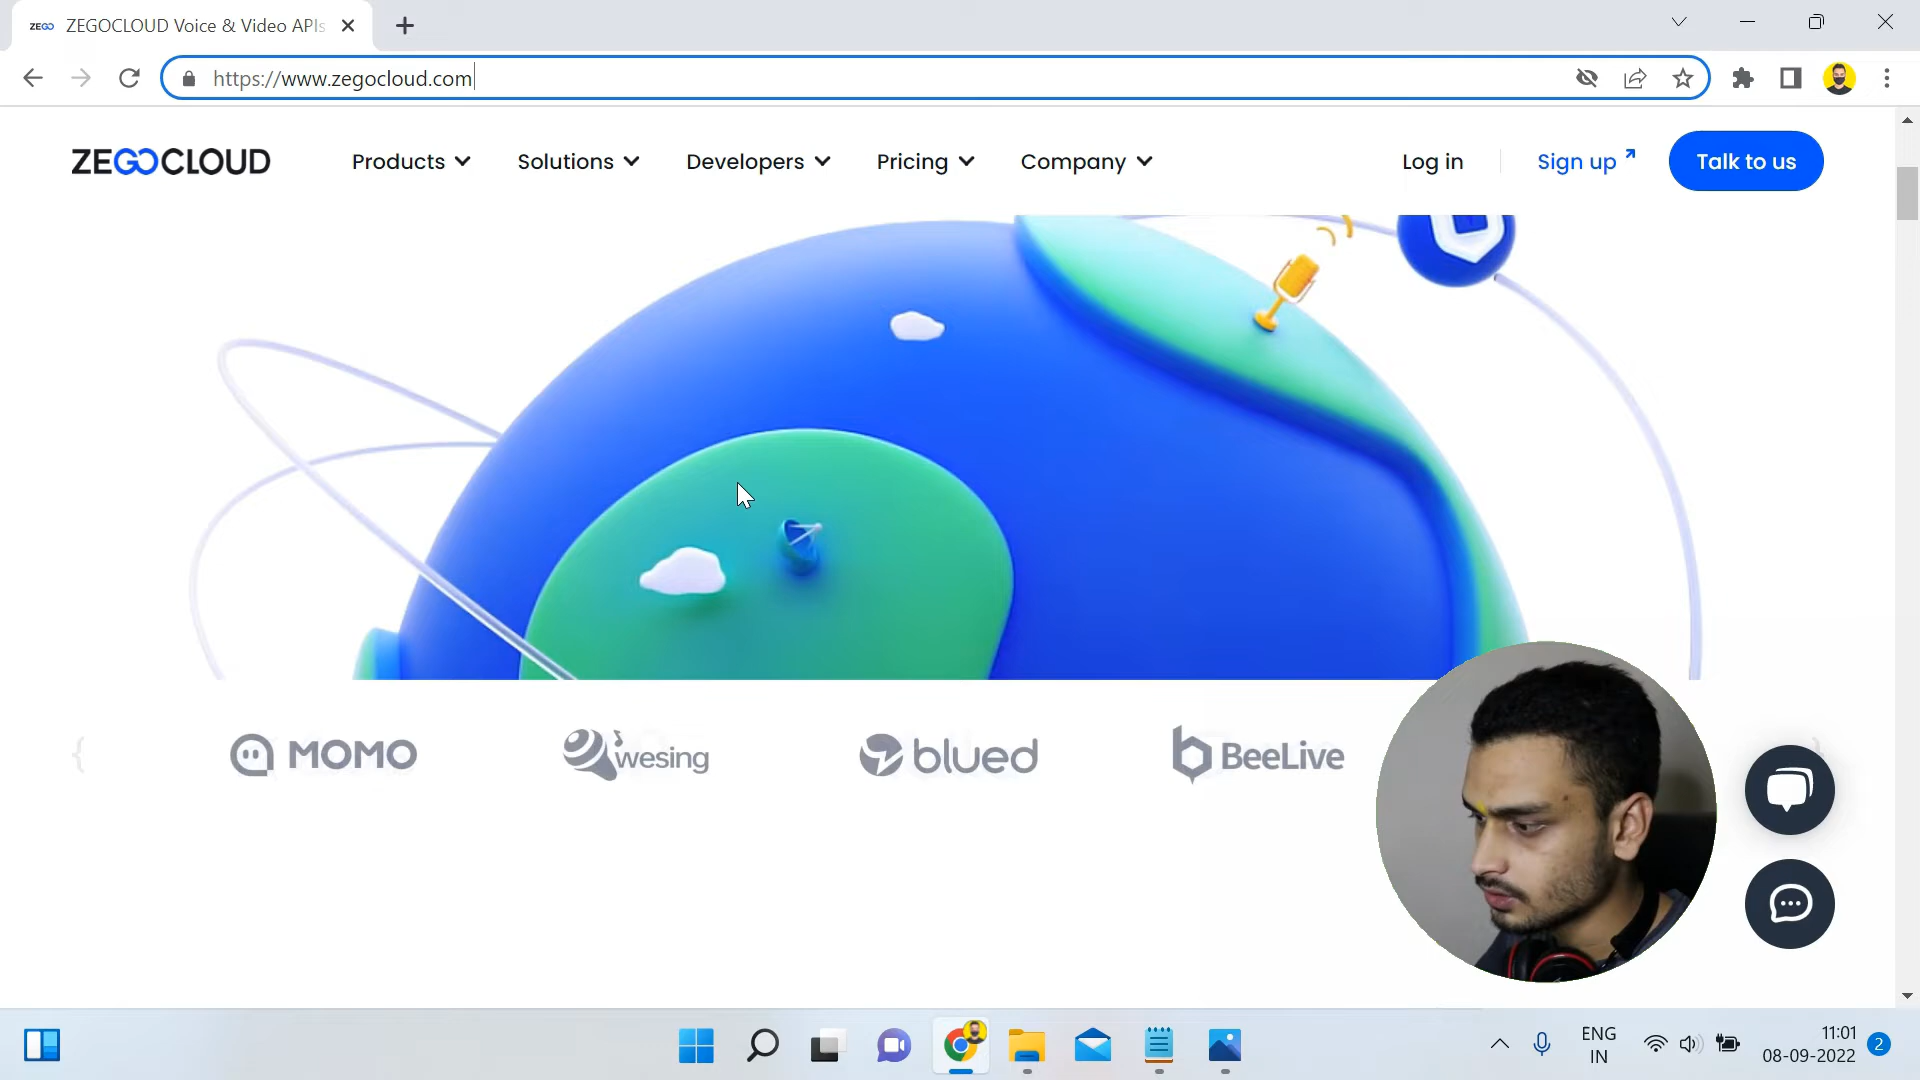 ZEGO ZEGOCLOUD Voice & Video APIs
https://www.zegocloud.com
ZEGOCLOUD Products Solutions Developers Pricing Company Log in Sign up Talk to us
MOMO wesing blued BeeLive
ENG
IN
11:01
08-09-2022
2